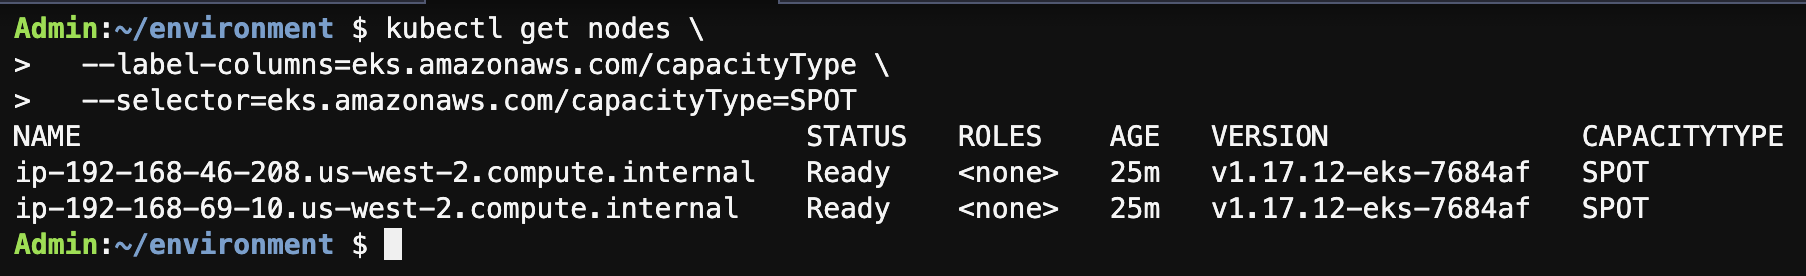 Admin:~/environment $ kubectl get nodes \
>   --label-columns=eks.amazonaws.com/capacityType \
>   --selector=eks.amazonaws.com/capacityType=SPOT
NAME                                           STATUS   ROLES    AGE   VERSION               CAPACITYTYPE
ip-192-168-46-208.us-west-2.compute.internal   Ready    <none>   25m   v1.17.12-eks-7684af   SPOT
ip-192-168-69-10.us-west-2.compute.internal    Ready    <none>   25m   v1.17.12-eks-7684af   SPOT
Admin:~/environment $